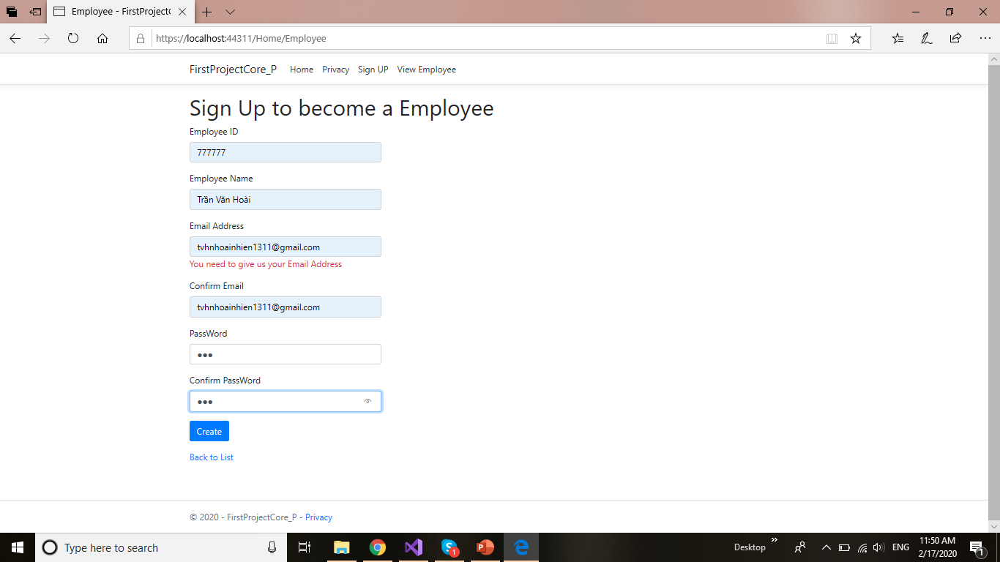 Employee - FirstProjectC
https://localhost:44311/Home/Employee
FirstProjectCore_P Home Privacy Sign UP View Employee
Sign Up to become a Employee
Employee ID
777777
Employee Name
Trần Văn Hoài
Email Address
tvhnhoainhien1311@gmail.com
You need to give us your Email Address
Confirm Email
tvhnhoainhien1311@gmail.com
PassWord
●●●
Confirm PassWord
●●●
Create
Back to List
© 2020 - FirstProjectCore_P - Privacy
Type here to search
Desktop
ENG
11:50 AM
2/17/2020
1
1